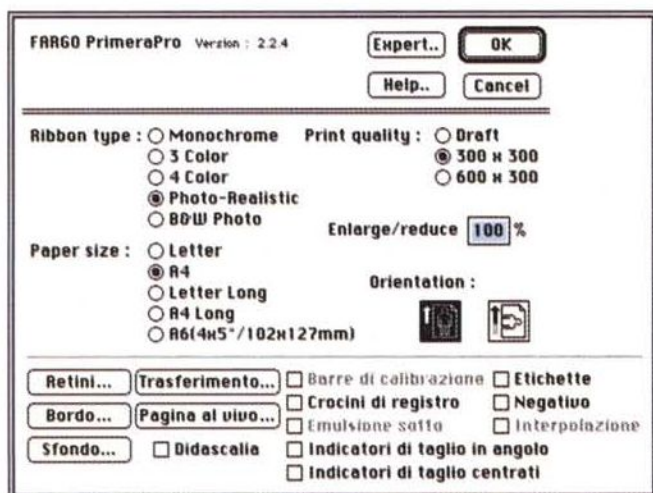 FARGO PrimeraPro Version : 2.2.4 Expert.. OK
Help.. Cancel
Ribbon type : Monochrome Print quality : Draft
3 Color 300 x 300
4 Color 600 x 300
Photo-Realistic
B&W Photo Enlarge/reduce 100 %
Paper size : Letter
A4 Orientation :
Letter Long
A4 Long
A6(4x5"/102x127mm)
Retini... Trasferimento... Barre di calibrazione Etichette
Bordo... Pagina al vivo... Crocini di registro Negativo
Emulsione sotto Interpolazione
Sfondo... Didascalia Indicatori di taglio in angolo
Indicatori di taglio centrati